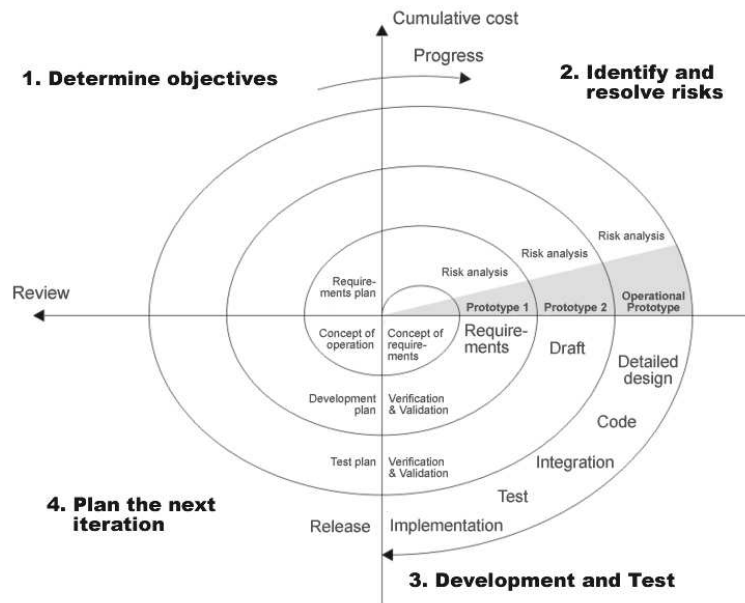 Cumulative cost
Progress
1. Determine objectives
2. Identify and
resolve risks
Risk analysis
Risk analysis
Risk analysis
Require-
ments plan
Review
Prototype 1
Prototype 2
Operational
Prototype
Concept of
operation
Concept of
require-
ments
Require-
ments
Draft
Detailed
design
Development
plan
Verification
& Validation
Code
Test plan
Verification
& Validation
Integration
Test
4. Plan the next
iteration
Release
Implementation
3. Development and Test